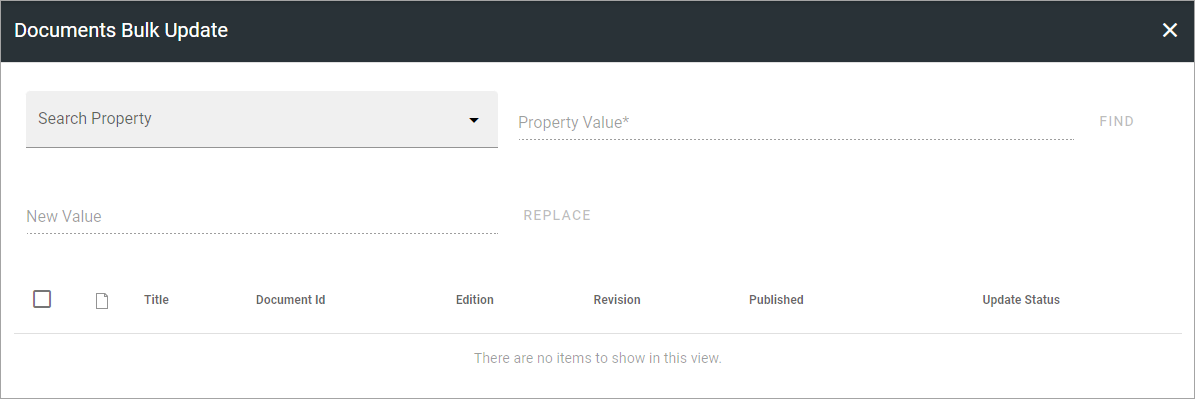 Documents Bulk Update
Search Property
Property Value*
FIND
New Value
REPLACE
Title Document Id Edition Revision Published Update Status
There are no items to show in this view.